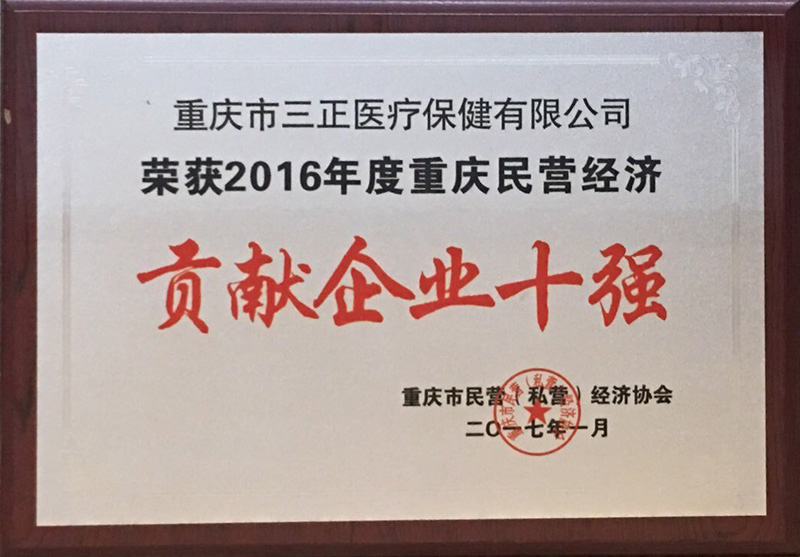 重庆市三正医疗保健有限公司
荣获2016年度重庆民营经济
贡献企业十强
重庆市民营（私营）经济协会
二〇一七年一月